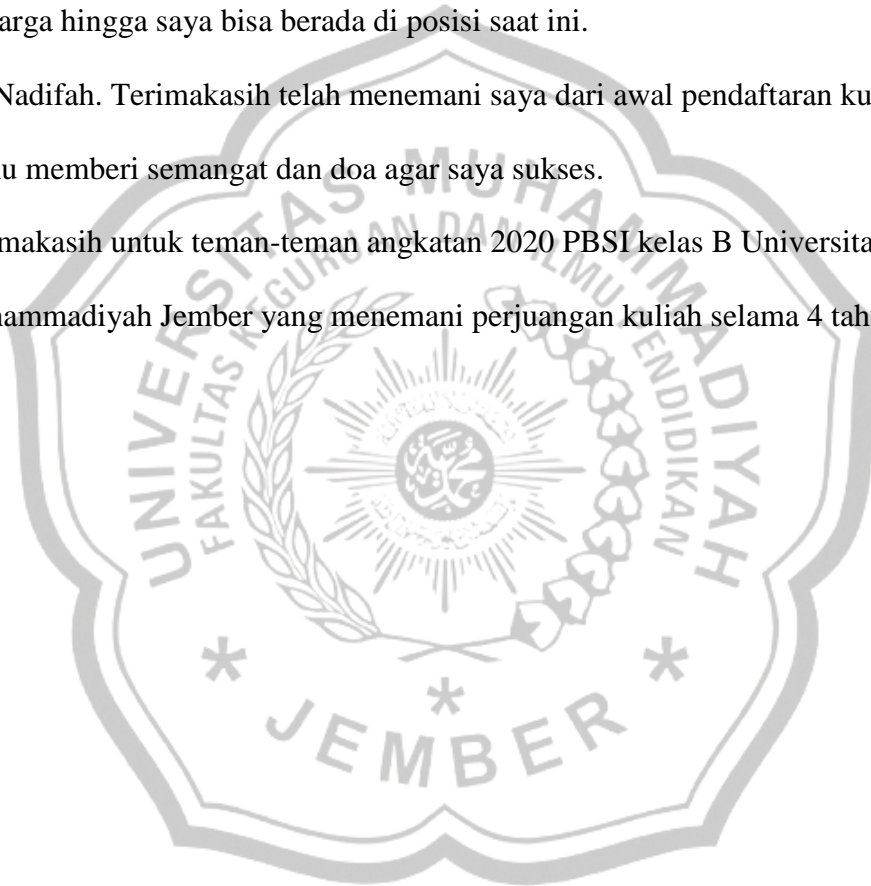 arga hingga saya bisa berada di posisi saat ini.
Nadifah. Terimakasih telah menemani saya dari awal pendaftaran ku
u memberi semangat dan doa agar saya sukses.
makasih untuk teman-teman angkatan 2020 PBSI kelas B Universita
ammadiyah Jember yang menemani perjuangan kuliah selama 4 tah
UNIVERSITAS MUHAMMADIYAH
FAKULTAS KEGURUAN DAN ILMU PENDIDIKAN
* * *
JEMBER